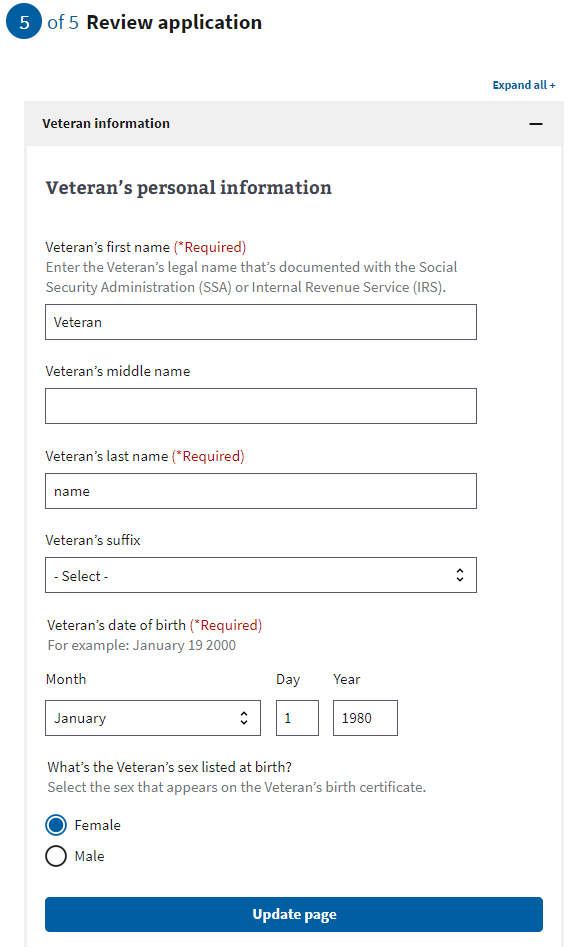 5 of 5 Review application
Expand all +
Veteran information
Veteran’s personal information
Veteran’s first name (*Required)
Enter the Veteran’s legal name that’s documented with the Social
Security Administration (SSA) or Internal Revenue Service (IRS).
Veteran
Veteran’s middle name
Veteran’s last name (*Required)
name
Veteran’s suffix
- Select -
Veteran’s date of birth (*Required)
For example: January 19 2000
Month Day Year
January 1 1980
What’s the Veteran’s sex listed at birth?
Select the sex that appears on the Veteran’s birth certificate.
Female
Male
Update page